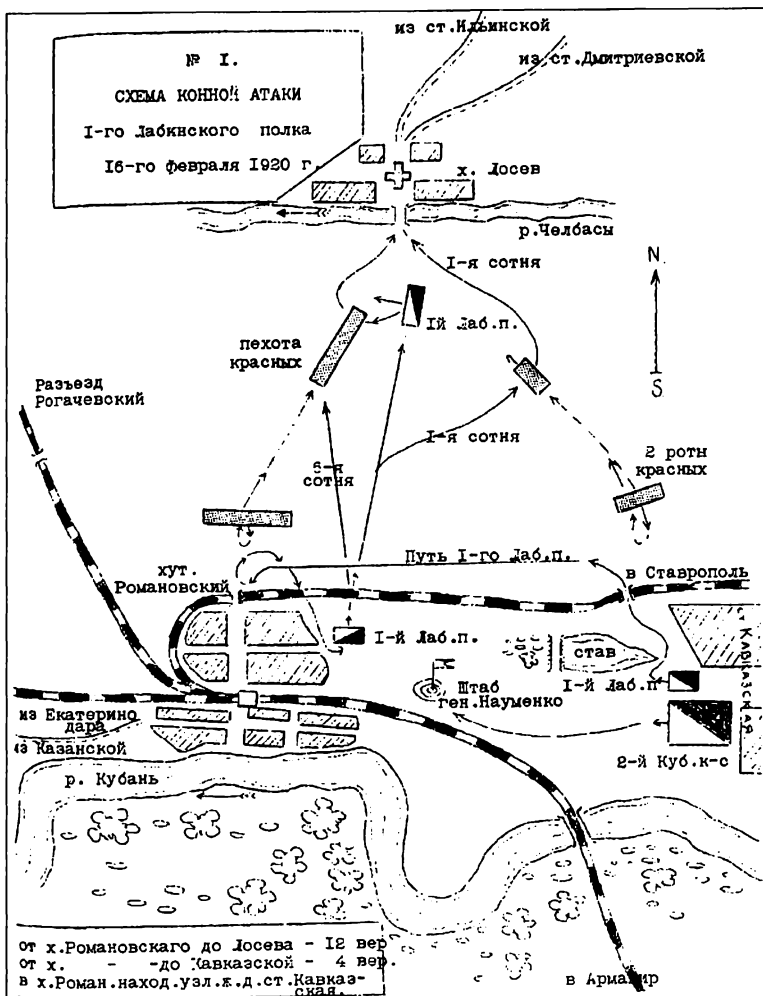 № I.
СХЕМА КОННОЙ АТАКИ
I-го Лабинского полка
I6-го февраля I920 г.
из ст.Ильинской
из ст.Дмитриевской
х. Лосев
р.Челбасы
I-я сотня
N
S
Iй Лаб.п.
пехота
красных
Разъезд
Рогачевский
I-я сотня
6-я
сотня
2 роты
красных
хут.
Романовский
Путь I-го Лаб.п.
в Ставрополь
I-й Лаб.п.
став
КАВКАЗСКАЯ
I-й Лаб.п
Штаб
ген.Науменко
2-й Куб.к-с
из Екатерино
дара
из Казанской
р. Кубань
от х.Романовскаго до Лосева - I2 вер
от х. - -до Кавказской - 4 вер.
в х.Роман.наход.узл.ж.д.ст.Кавказ-
ская.
в Армавир